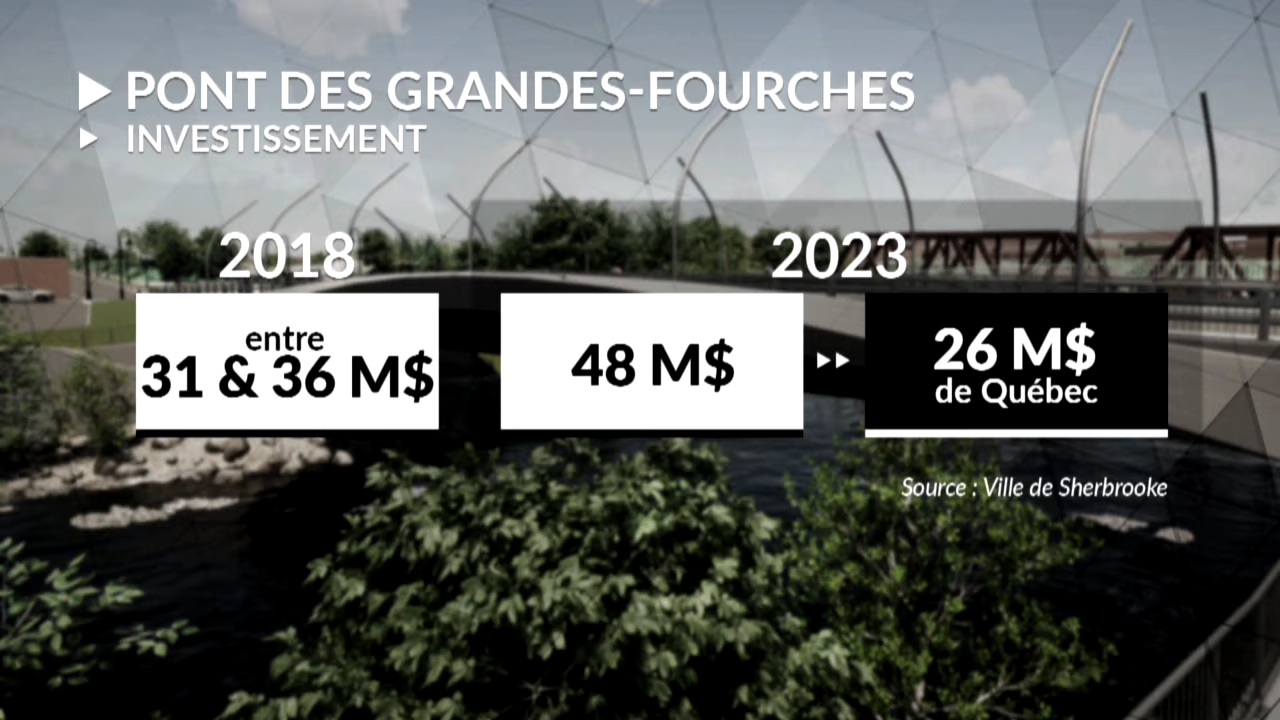 PONT DES GRANDES-FOURCHES
INVESTISSEMENT
2018
entre
31 & 36 M$
2023
48 M$
26 M$
de Québec
Source : Ville de Sherbrooke